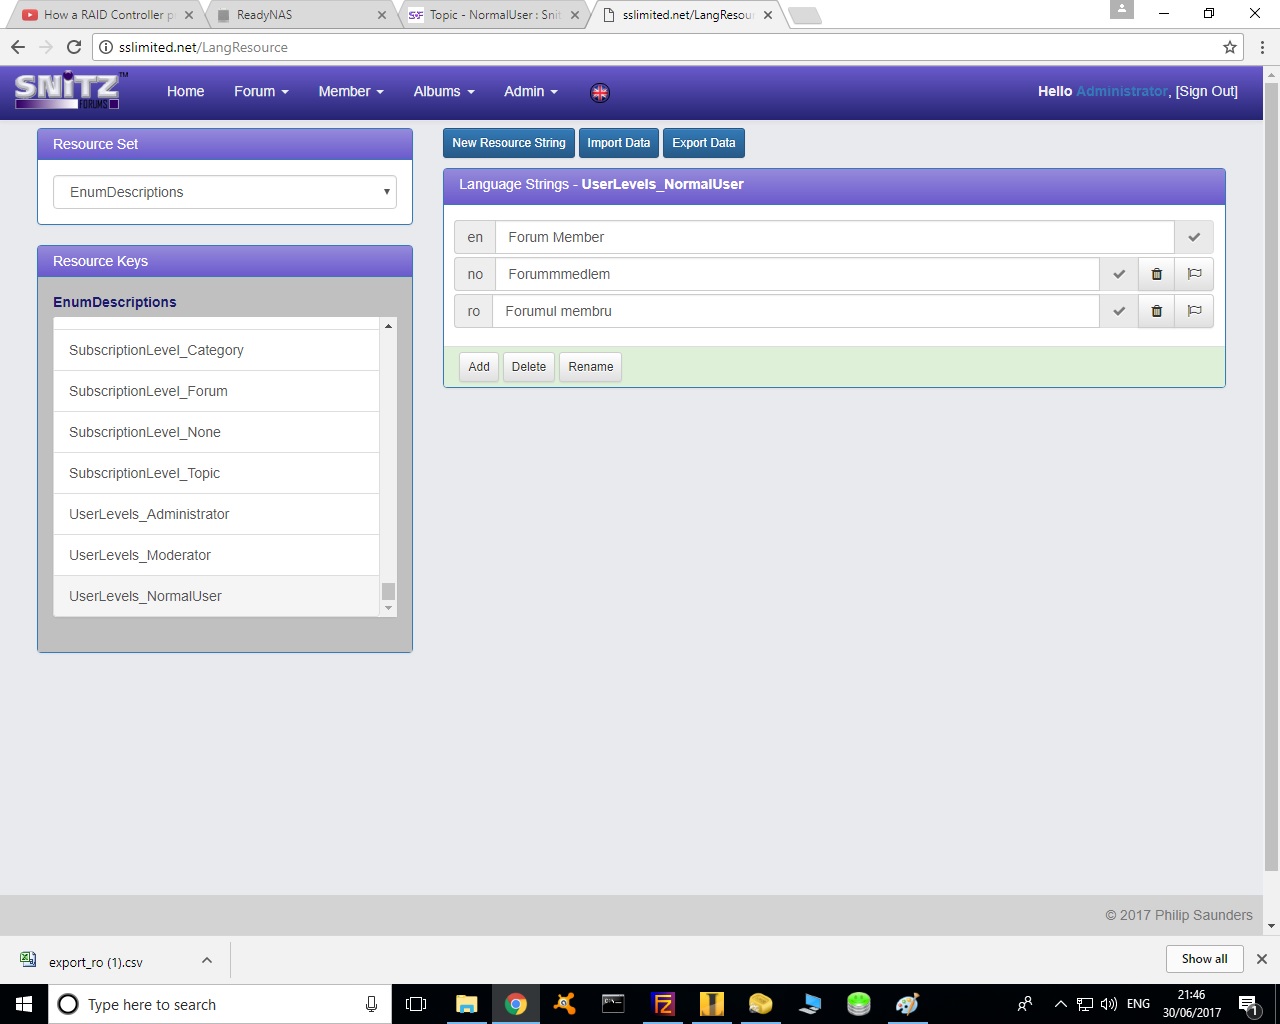 How a RAID Controller p
ReadyNAS
Topic - NormalUser : Snit
sslimited.net/LangResour
sslimited.net/LangResource
SNiTZ™
FORUMS
Home
Forum
Member
Albums
Admin
Hello Administrator, [Sign Out]
Resource Set
EnumDescriptions
Resource Keys
EnumDescriptions
SubscriptionLevel_Category
SubscriptionLevel_Forum
SubscriptionLevel_None
SubscriptionLevel_Topic
UserLevels_Administrator
UserLevels_Moderator
UserLevels_NormalUser
New Resource String
Import Data
Export Data
Language Strings - UserLevels_NormalUser
en Forum Member
no Forummmedlem
ro Forumul membru
Add
Delete
Rename
© 2017 Philip Saunders
export_ro (1).csv
Show all
Type here to search
ENG
21:46
30/06/2017
1